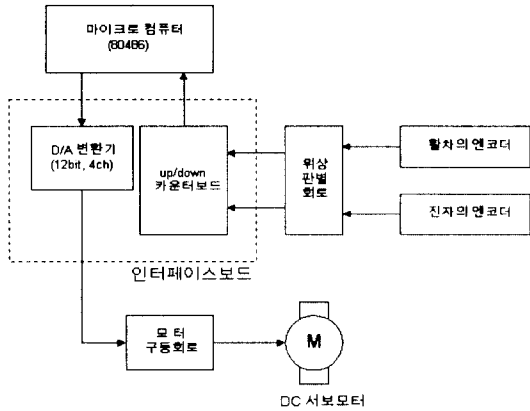 마이크로 컴퓨터
(80486)
D/A 변환기
(12bit, 4ch)
up/down
카운터보드
위상
판별
회로
활차의 엔코더
진자의 엔코더
인터페이스보드
모 터
구동회로
M
DC 서보모터